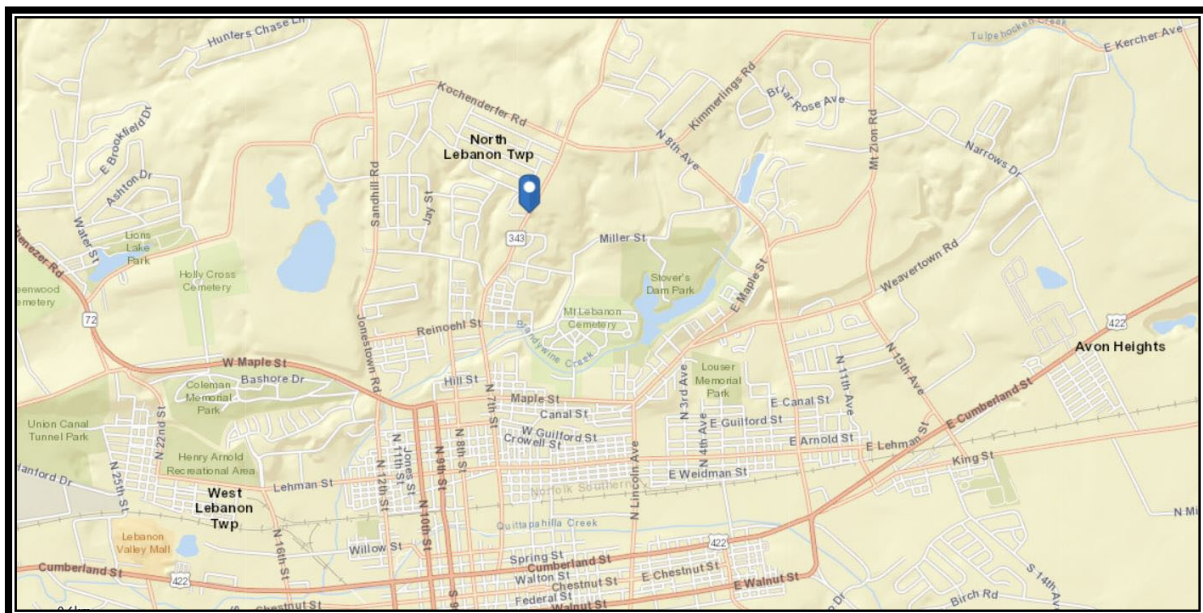 Hunters Chase Ln
Tulpehocken Creek
E Kercher Ave
Kochenderfer Rd
Kimmerlings Rd
Briar Rose Ave
E Brookfield Dr
North
Lebanon Twp
N 8th Ave
Mt Zion Rd
Narrows Dr
Ashton Dr
Sandhill Rd
Jay St
Water St
Lions
Lake
Park
343
Miller St
Ebenezer Rd
Holly Cross
Cemetery
Stover's
Dam Park
E Maple St
Weavertown Rd
eenwood
emetery
72
Mt Lebanon
Cemetery
Reinoehl St
Brandywine Creek
Jonestown Rd
422
Avon Heights
W Maple St
N 15th Ave
Coleman
Memorial
Park
Bashore Dr
Hill St
N 7th St
Louser
Memorial
Park
N 3rd Ave
N 11th Ave
Maple St
Canal St
E Canal St
E Cumberland St
Union Canal
Tunnel Park
N 22nd St
W Guilford St
Crowell St
N 4th Ave
E Guilford St
E Arnold St
E Lehman St
Henry Arnold
Recreational Area
N 11th St
Jones St
N 9th St
N 8th St
N Lincoln Ave
E Weidman St
King St
Hanford Dr
N 25th St
Lehman St
N 12th St
N 10th St
Norfolk Southern
West
Lebanon
Twp
Quittapahilla Creek
N Mi
Lebanon
Valley Mall
N 16th St
Willow St
Spring St
422
Cumberland St
422
Cumberland St
Walton St
Chestnut St
E Chestnut St
E Walnut St
S 14th Ave
Chestnut St
S 9
Federal St
Walnut St
Birch Rd